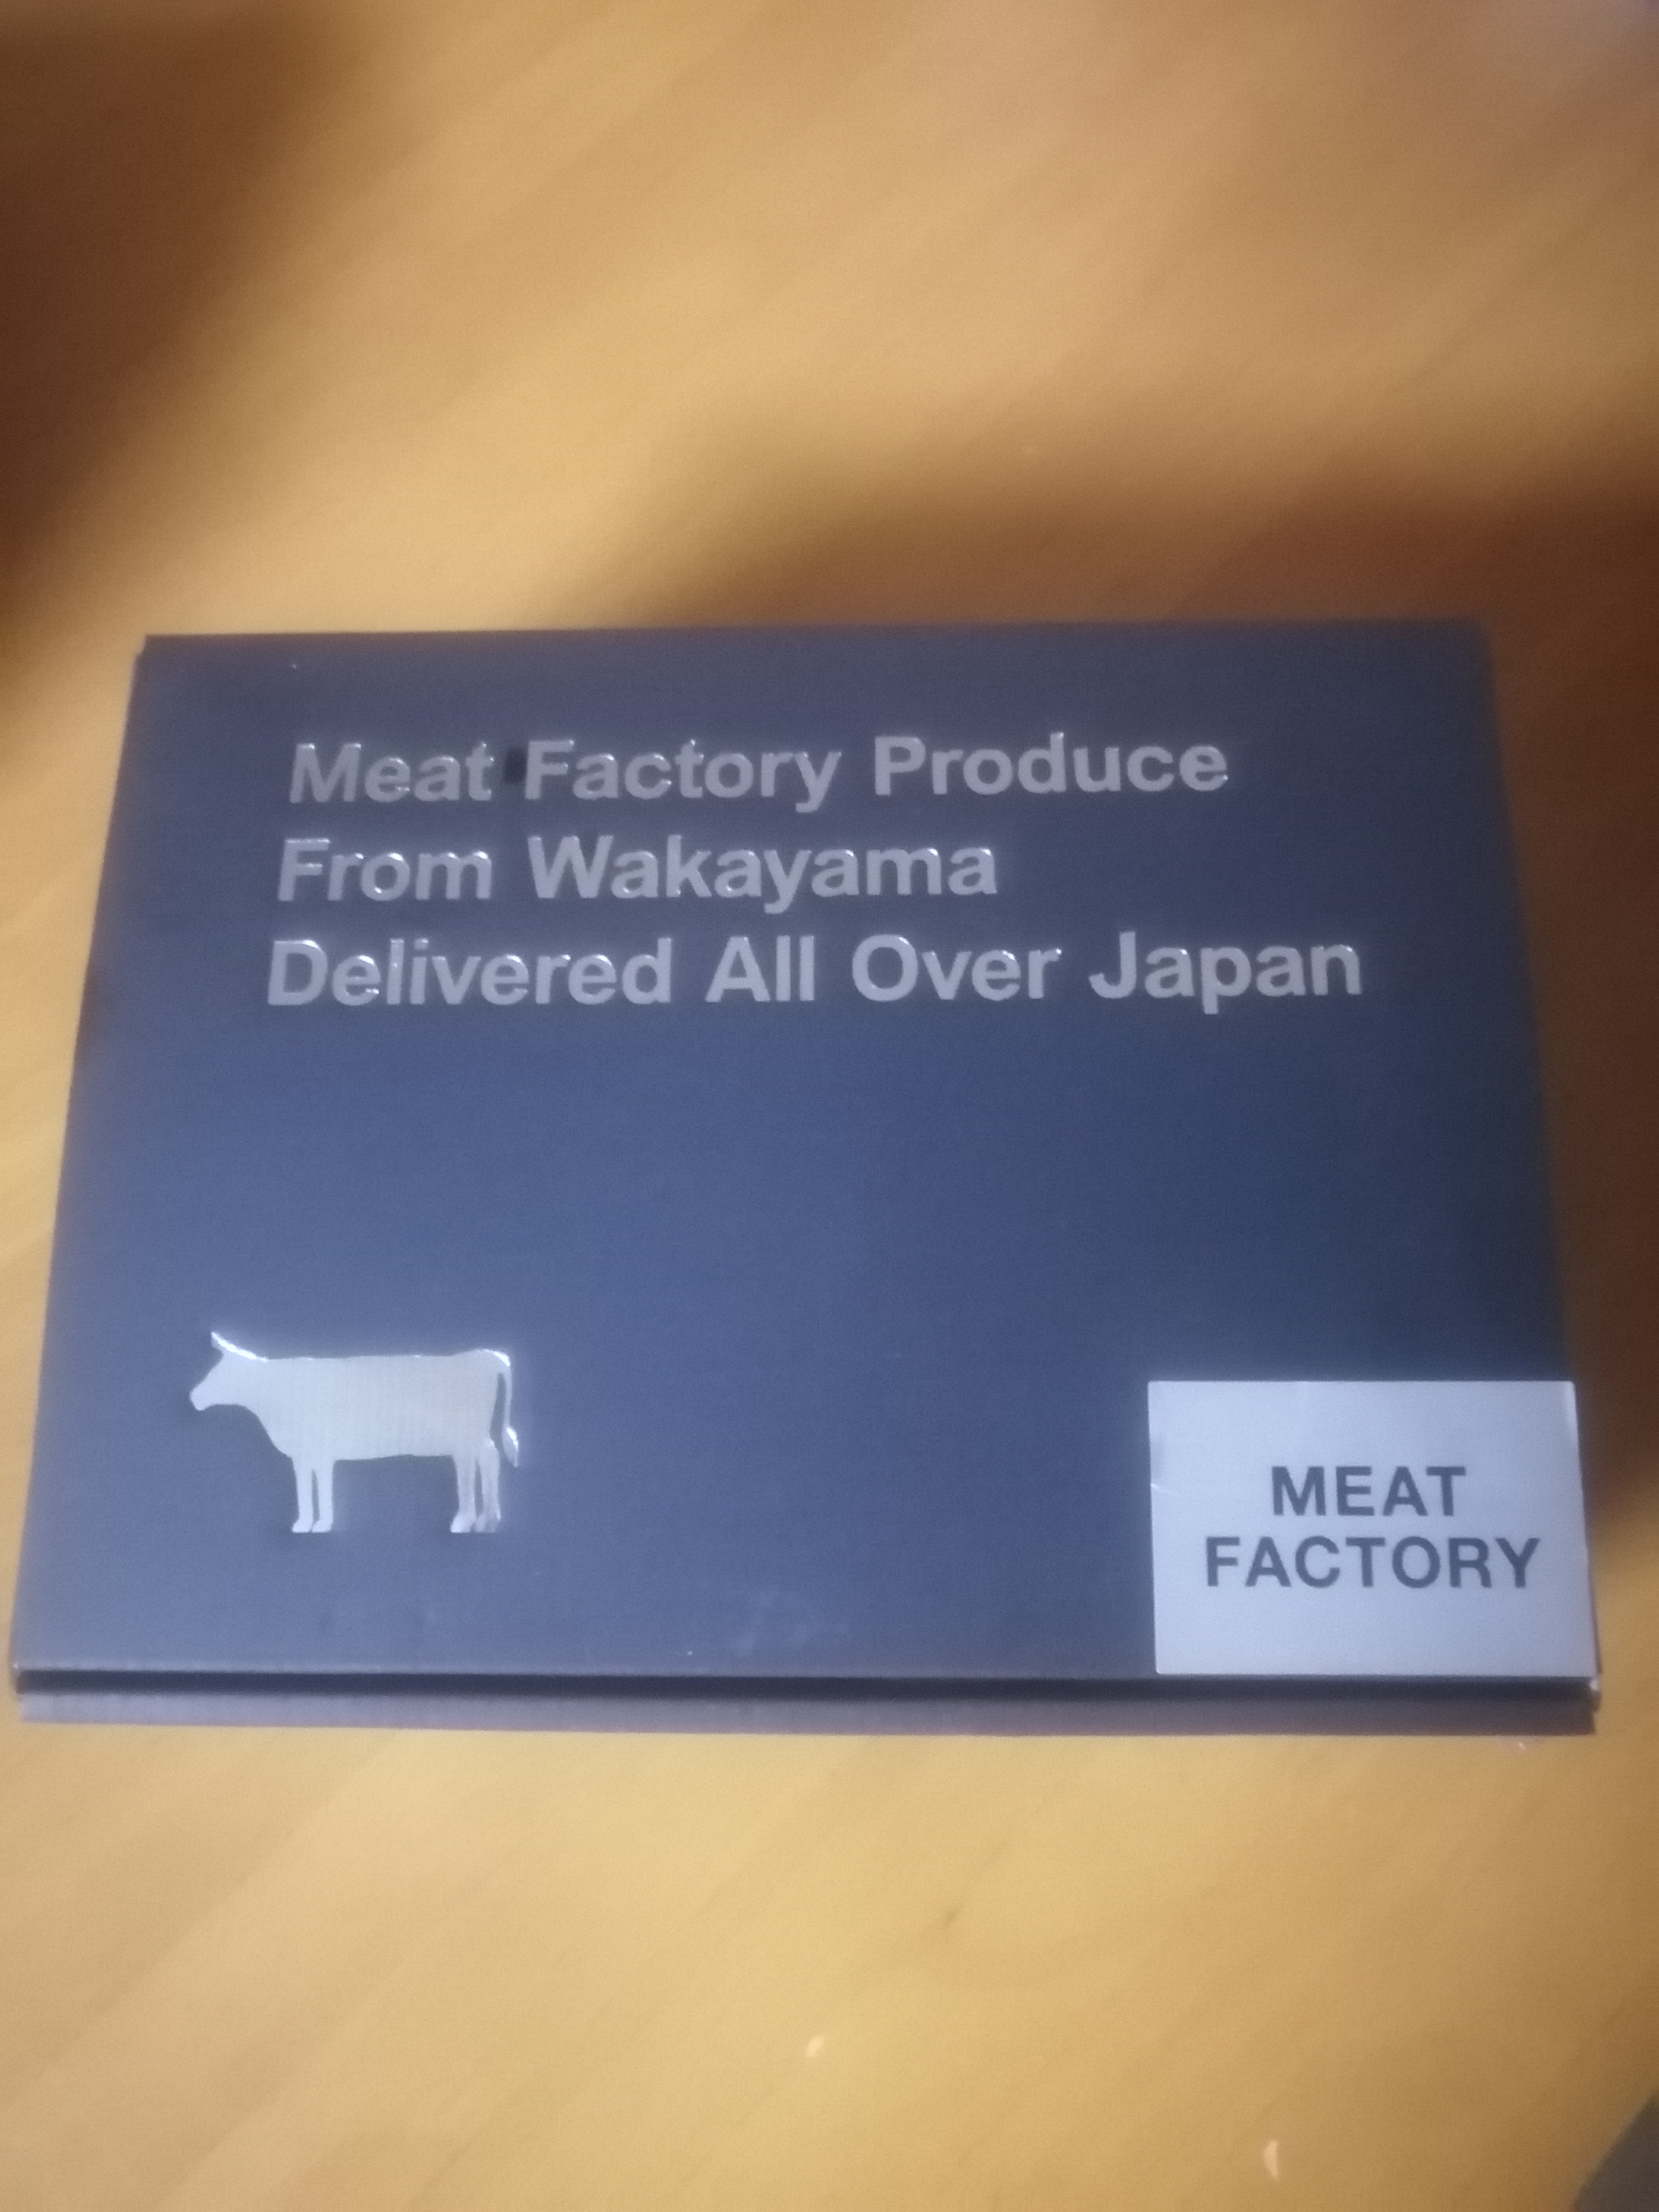 Meat Factory Produce
From Wakayama
Delivered All Over Japan
MEAT
FACTORY